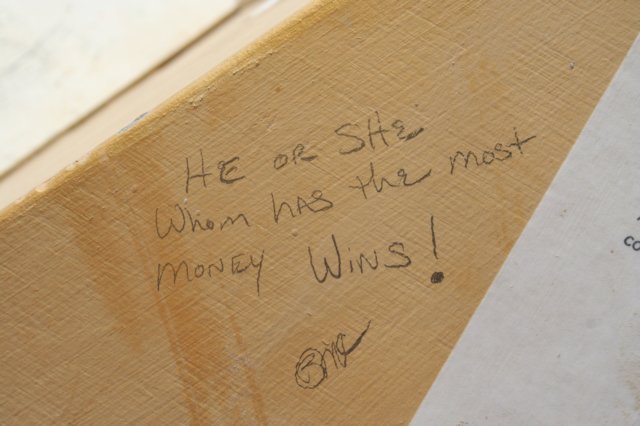 HE OR SHE
Whom hAS the most
MONEY WINS!